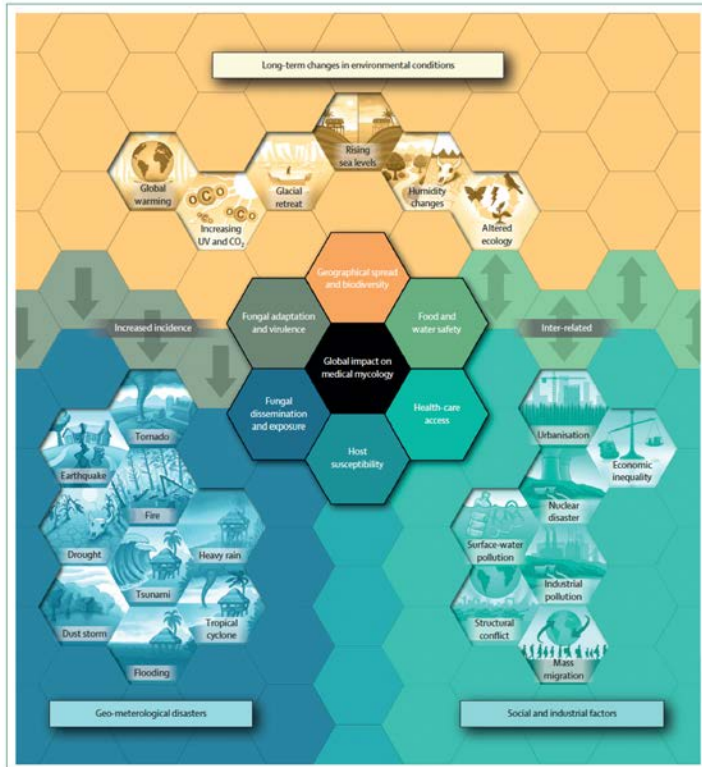 Long-term changes in environmental conditions
Rising
sea levels
Global
warming
Glacial
retreat
Humidity
changes
Increasing
UV and CO₂
Altered
ecology
Geographical spread
and biodiversity
Fungal adaptation
and virulence
Food and
water safety
Increased incidence
Inter-related
Global impact on
medical mycology
Fungal
dissemination
and exposure
Health-care
access
Host
susceptibility
Tornado
Earthquake
Fire
Drought
Heavy rain
Tsunami
Dust storm
Tropical
cyclone
Flooding
Urbanisation
Economic
inequality
Nuclear
disaster
Surface-water
pollution
Industrial
pollution
Structural
conflict
Mass
migration
Geo-meterological disasters
Social and industrial factors